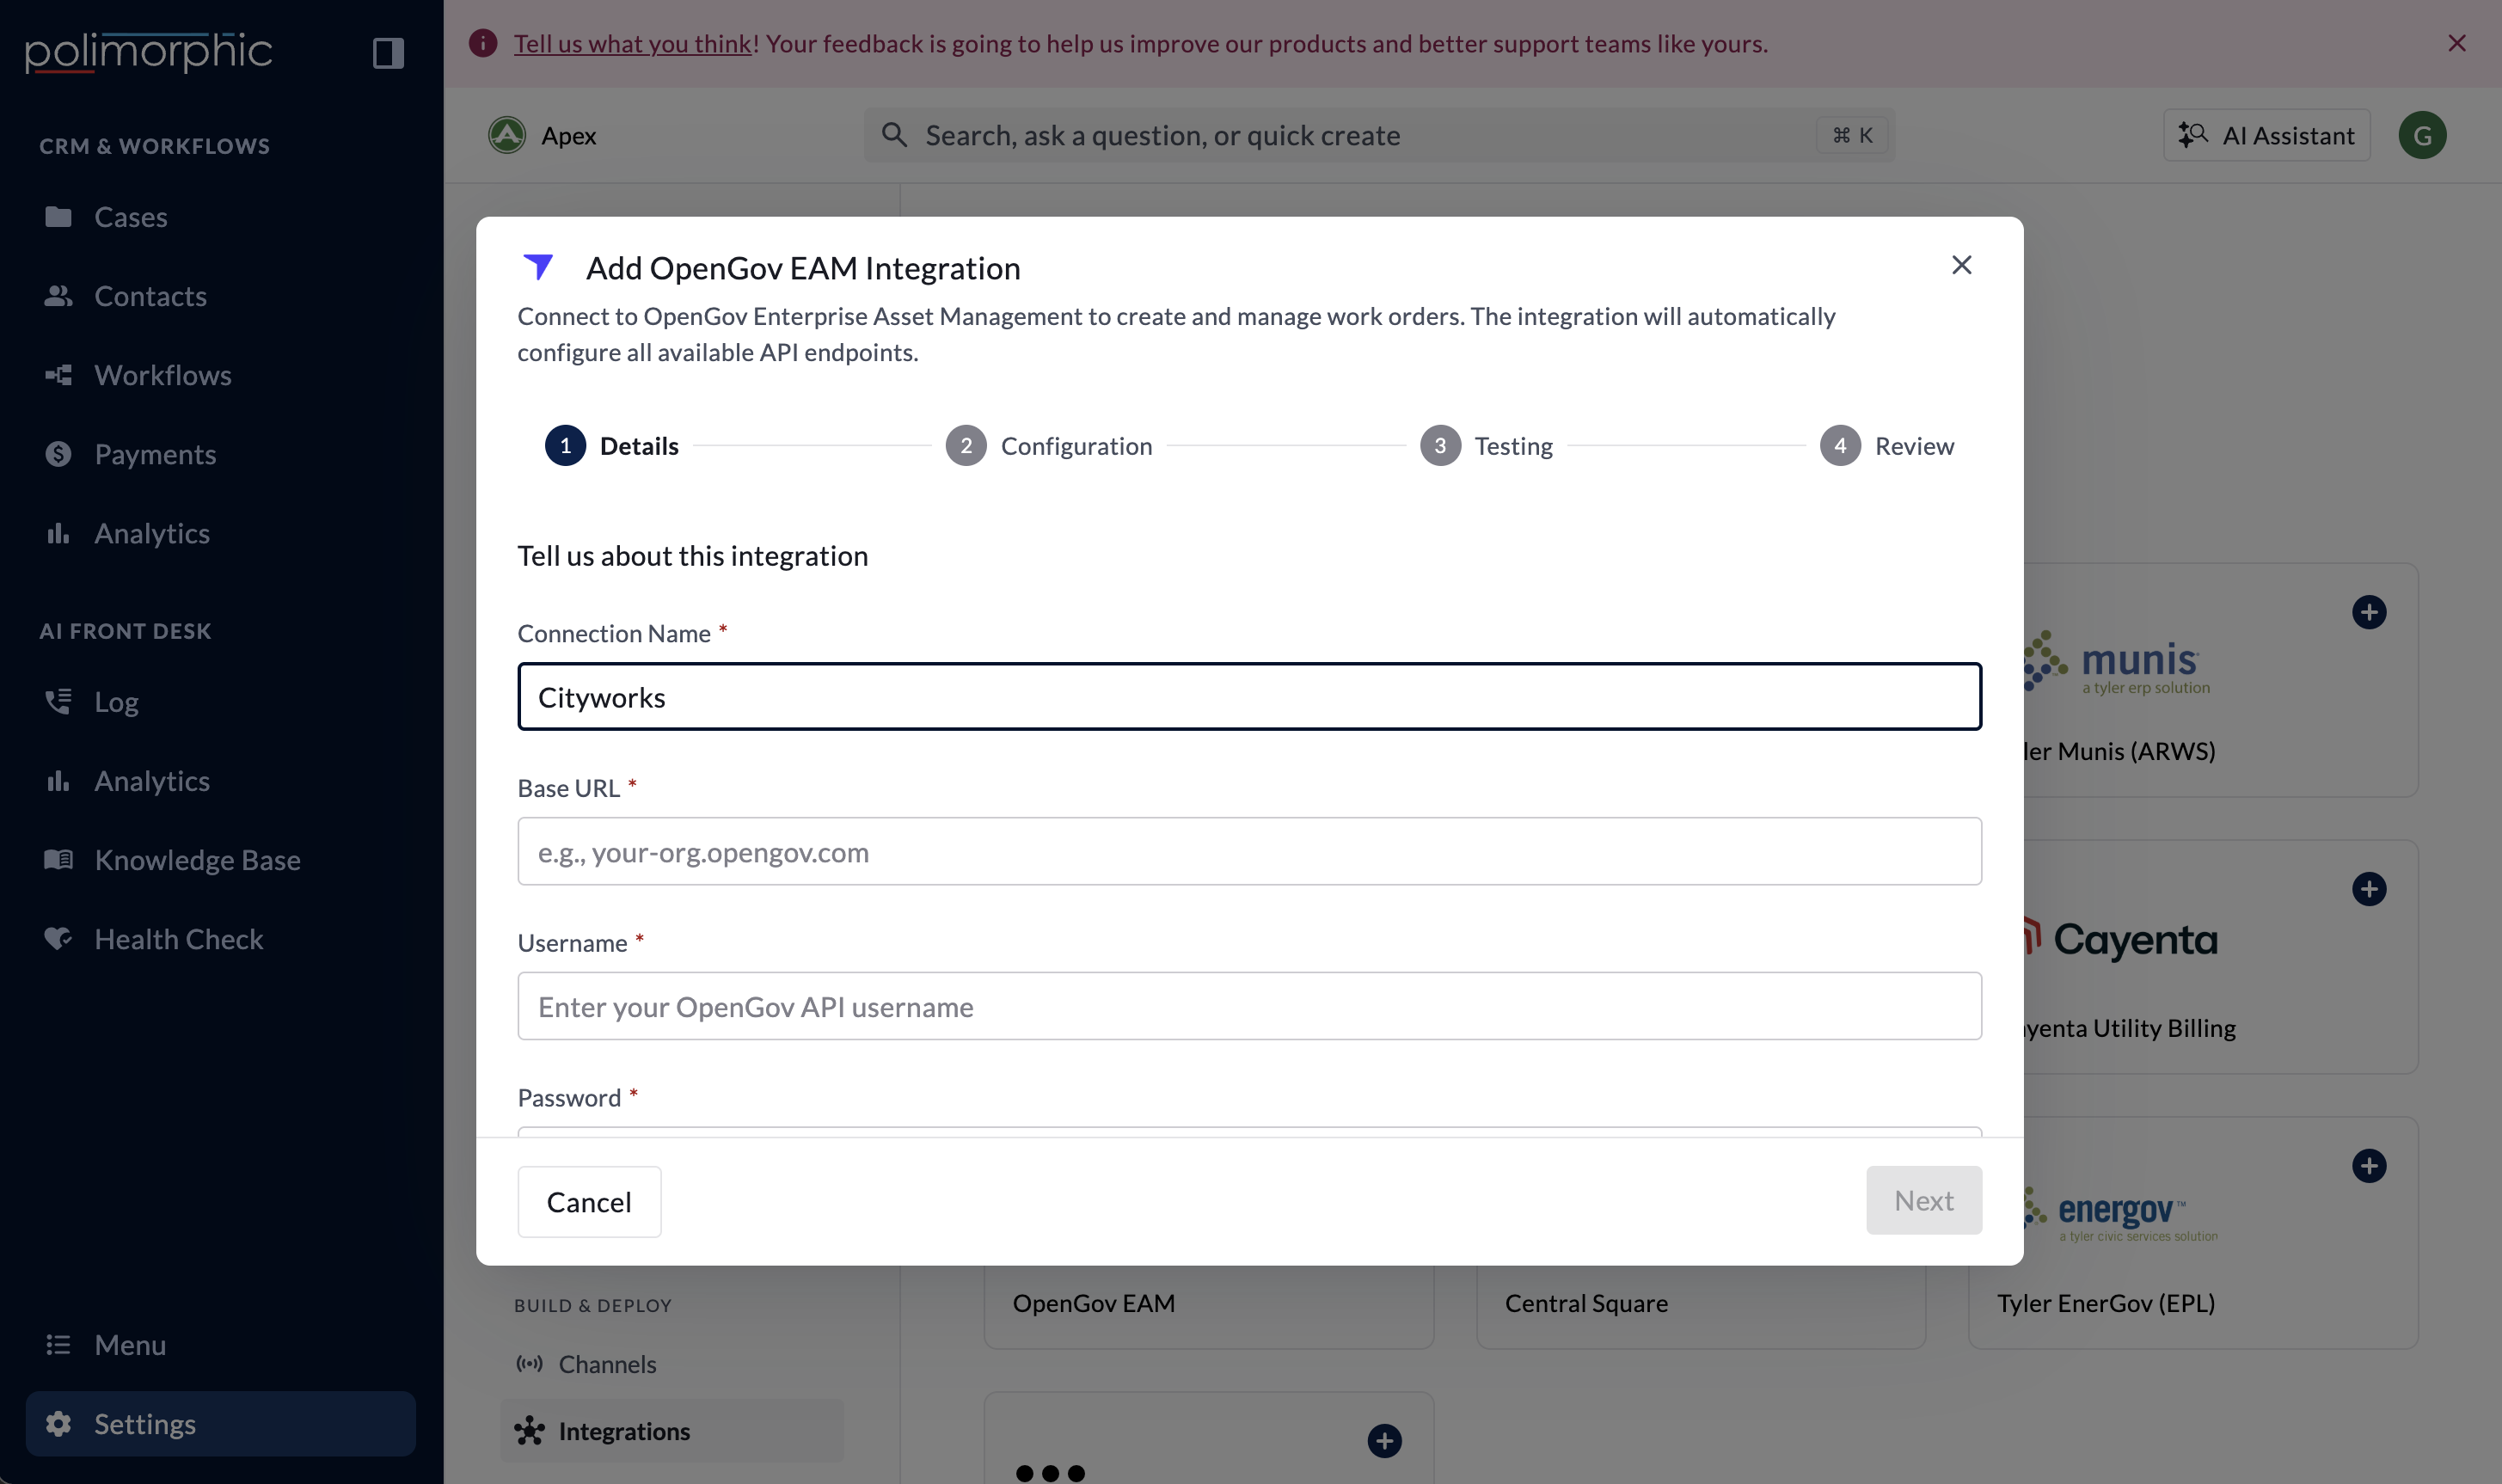 polimorphic
CRM & WORKFLOWS
Cases
Contacts
Workflows
Payments
Analytics
AI FRONT DESK
Log
Analytics
Knowledge Base
Health Check
Menu
Settings
Tell us what you think! Your feedback is going to help us improve our products and better support teams like yours.
Apex
Search, ask a question, or quick create
⌘ K
AI Assistant
G
Add OpenGov EAM Integration
Connect to OpenGov Enterprise Asset Management to create and manage work orders. The integration will automatically
configure all available API endpoints.
1 Details
2 Configuration
3 Testing
4 Review
Tell us about this integration
Connection Name *
Cityworks
Base URL *
e.g., your-org.opengov.com
Username *
Enter your OpenGov API username
Password *
Cancel
Next
munis
a tyler erp solution
ler Munis (ARWS)
Cayenta
yenta Utility Billing
energov™
a tyler civic services solution
OpenGov EAM
Central Square
Tyler EnerGov (EPL)
BUILD & DEPLOY
Channels
Integrations